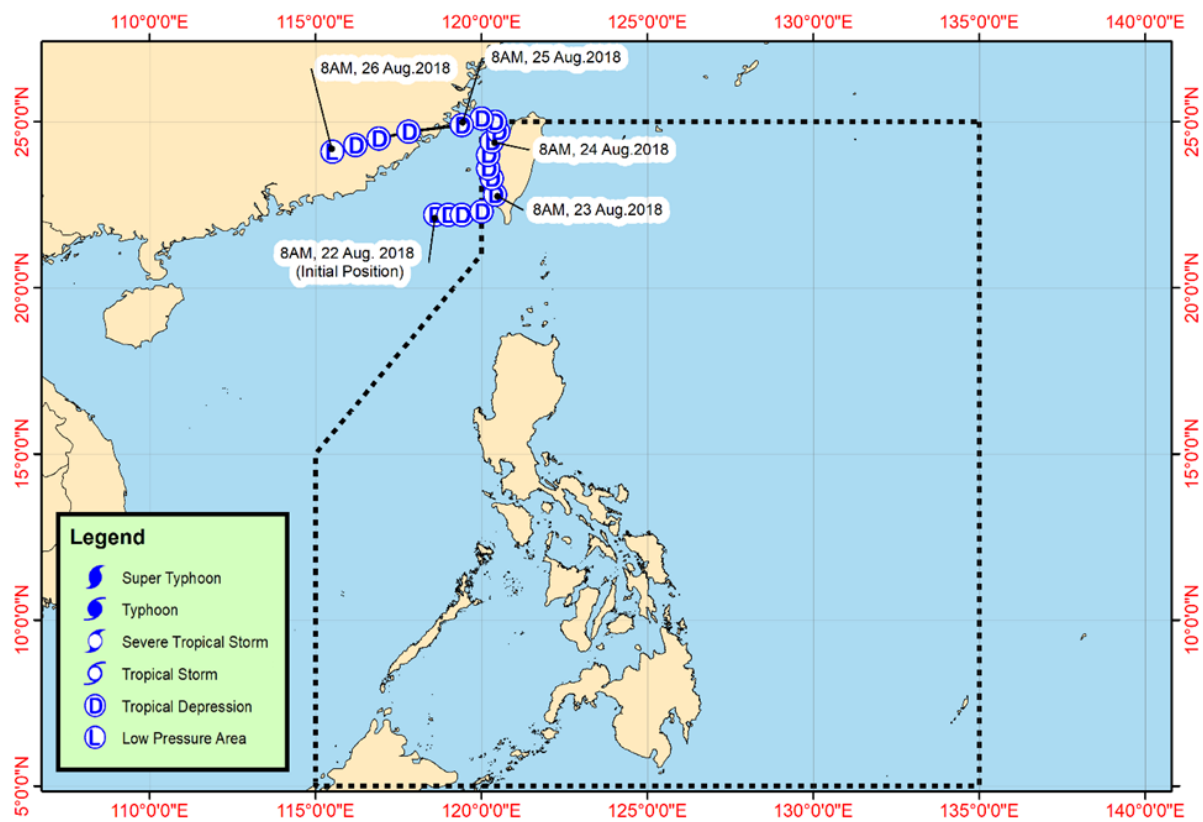 110°0'0"E 115°0'0"E 120°0'0"E 125°0'0"E 130°0'0"E 135°0'0"E 140°0'0"E
8AM, 25 Aug.2018
8AM, 26 Aug.2018
25°0'0"N 25°0'0"N
L D D D D D D D D D D D D D D D D
8AM, 24 Aug.2018
8AM, 23 Aug.2018
8AM, 22 Aug. 2018
(Initial Position)
20°0'0"N 20°0'0"N
15°0'0"N 15°0'0"N
Legend
Super Typhoon
Typhoon
Severe Tropical Storm
Tropical Storm
D Tropical Depression
L Low Pressure Area
10°0'0"N 10°0'0"N
5°0'0"N 5°0'0"N
110°0'0"E 115°0'0"E 120°0'0"E 125°0'0"E 130°0'0"E 135°0'0"E 140°0'0"E